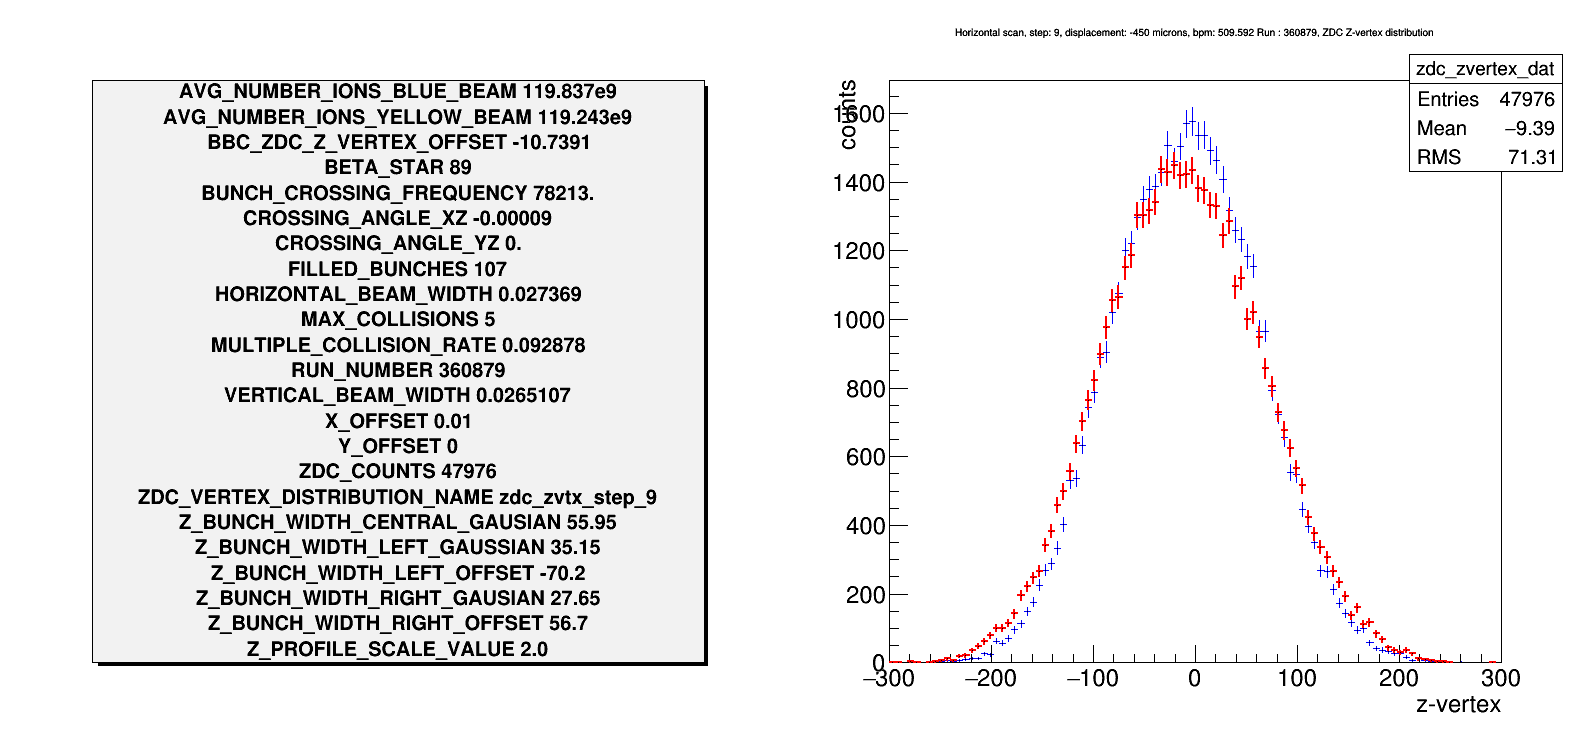 AVG_NUMBER_IONS_BLUE_BEAM 119.837e9
AVG_NUMBER_IONS_YELLOW_BEAM 119.243e9
BBC_ZDC_Z_VERTEX_OFFSET -10.7391
BETA_STAR 89
BUNCH_CROSSING_FREQUENCY 78213.
CROSSING_ANGLE_XZ -0.00009
CROSSING_ANGLE_YZ 0.
FILLED_BUNCHES 107
HORIZONTAL_BEAM_WIDTH 0.027369
MAX_COLLISIONS 5
MULTIPLE_COLLISION_RATE 0.092878
RUN_NUMBER 360879
VERTICAL_BEAM_WIDTH 0.0265107
X_OFFSET 0.01
Y_OFFSET 0
ZDC_COUNTS 47976
ZDC_VERTEX_DISTRIBUTION_NAME zdc_zvtx_step_9
Z_BUNCH_WIDTH_CENTRAL_GAUSIAN 55.95
Z_BUNCH_WIDTH_LEFT_GAUSSIAN 35.15
Z_BUNCH_WIDTH_LEFT_OFFSET -70.2
Z_BUNCH_WIDTH_RIGHT_GAUSIAN 27.65
Z_BUNCH_WIDTH_RIGHT_OFFSET 56.7
Z_PROFILE_SCALE_VALUE 2.0
Horizontal scan, step: 9, displacement: -450 microns, bpm: 509.592 Run : 360879, ZDC Z-vertex distribution
zdc_zvertex_dat
Entries 47976
Mean −9.39
RMS 71.31
counts
1600
1400
1200
1000
800
600
400
200
0
−300 −200 −100 0 100 200 300
z-vertex